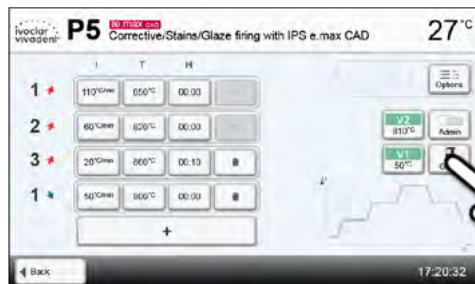 ivoclar vivadent P5 e.max CAD 27°C
Corrective/Stains/Glaze firing with IPS e.max CAD
t T H
Options
1 110°C/min 650°C 00:00
2 60°C/min 820°C 00:00
V2 810°C Admin
3 20°C/min 00:10
V1 50°C
1 50°C/min 800°C 00:00
+
Back 17:20:32